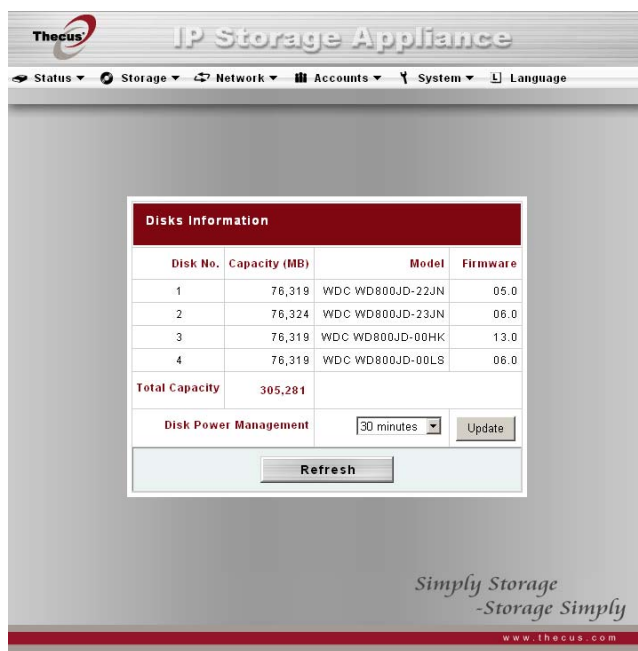 Thecus
IP Storage Appliance
Status Storage Network Accounts System L Language
Disks Information
Disk No. Capacity (MB) Model Firmware
1 76,319 WDC WD800JD-22JN 05.0
2 76,324 WDC WD800JD-23JN 06.0
3 76,319 WDC WD800JD-00HK 13.0
4 76,319 WDC WD800JD-00LS 06.0
Total Capacity 305,281
Disk Power Management 30 minutes Update
Refresh
Simply Storage
-Storage Simply
www.thecus.com